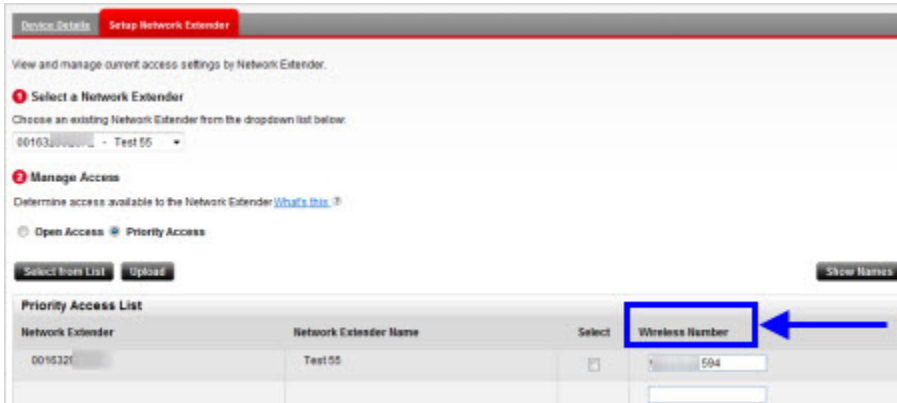 Device Details Setup Network Extender
View and manage current access settings by Network Extender.
1 Select a Network Extender
Choose an existing Network Extender from the dropdown list below:
00163 - Test 55
2 Manage Access
Determine access available to the Network Extender What's this ?
Open Access Priority Access
Select from List Upload Show Names
Priority Access List
Network Extender Network Extender Name Select Wireless Number
001632 Test 55 594